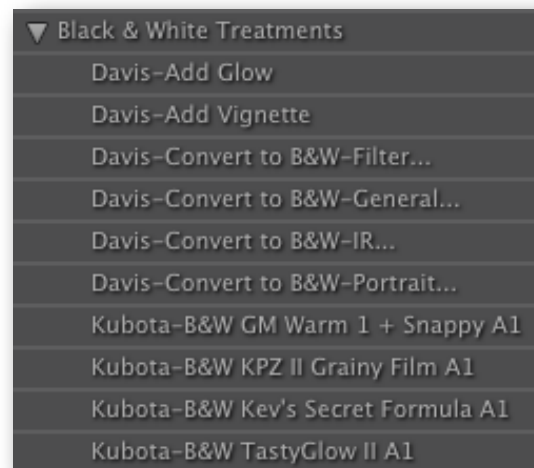 Black & White Treatments
Davis-Add Glow
Davis-Add Vignette
Davis-Convert to B&W-Filter...
Davis-Convert to B&W-General...
Davis-Convert to B&W-IR...
Davis-Convert to B&W-Portrait...
Kubota-B&W GM Warm 1 + Snappy A1
Kubota-B&W KPZ II Grainy Film A1
Kubota-B&W Kev's Secret Formula A1
Kubota-B&W TastyGlow II A1